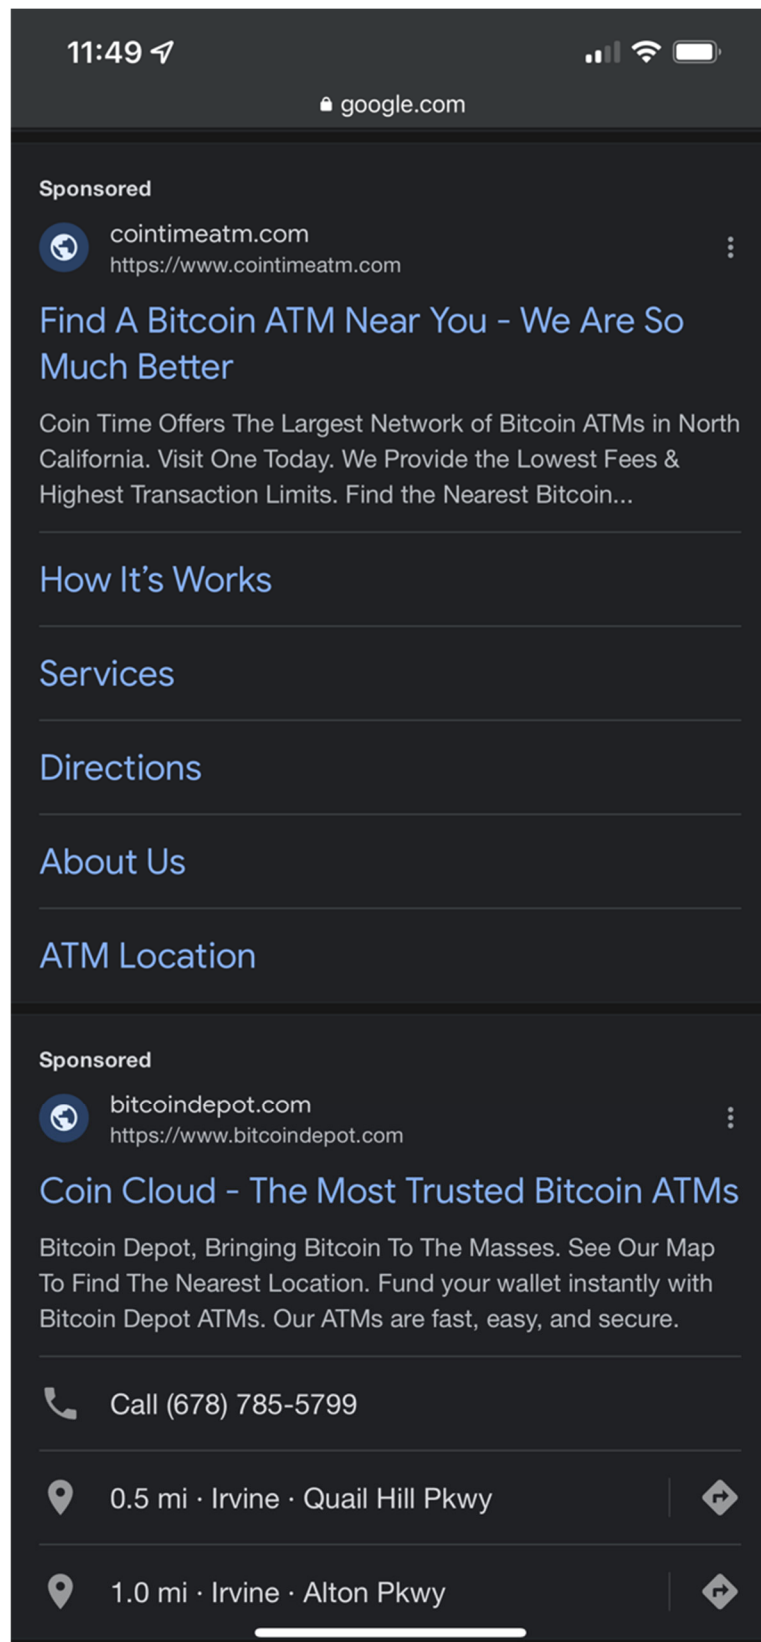 11:49
google.com
Sponsored
cointimeatm.com
https://www.cointimeatm.com
Find A Bitcoin ATM Near You - We Are So
Much Better
Coin Time Offers The Largest Network of Bitcoin ATMs in North
California. Visit One Today. We Provide the Lowest Fees &
Highest Transaction Limits. Find the Nearest Bitcoin...
How It’s Works
Services
Directions
About Us
ATM Location
Sponsored
bitcoindepot.com
https://www.bitcoindepot.com
Coin Cloud - The Most Trusted Bitcoin ATMs
Bitcoin Depot, Bringing Bitcoin To The Masses. See Our Map
To Find The Nearest Location. Fund your wallet instantly with
Bitcoin Depot ATMs. Our ATMs are fast, easy, and secure.
Call (678) 785-5799
0.5 mi · Irvine · Quail Hill Pkwy
1.0 mi · Irvine · Alton Pkwy